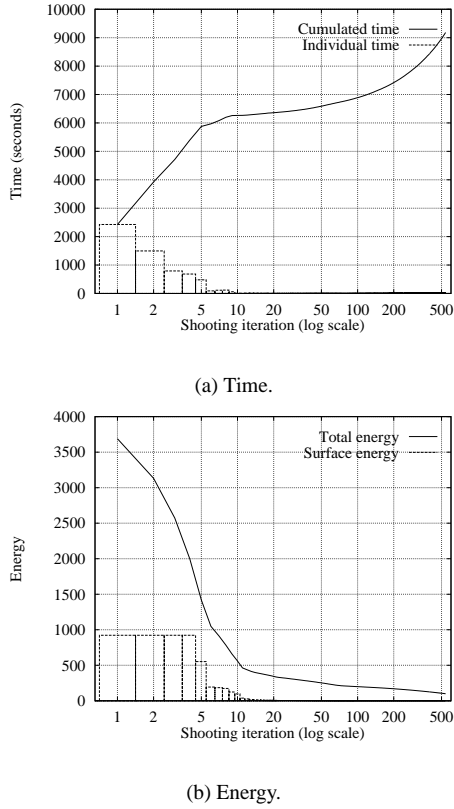 10000
9000
8000
7000
6000
5000
4000
3000
2000
1000
0
Time (seconds)
Cumulated time
Individual time
1 2 5 10 20 50 100 200 500
Shooting iteration (log scale)
(a) Time.
4000
3500
3000
2500
2000
1500
1000
500
0
Energy
Total energy
Surface energy
1 2 5 10 20 50 100 200 500
Shooting iteration (log scale)
(b) Energy.